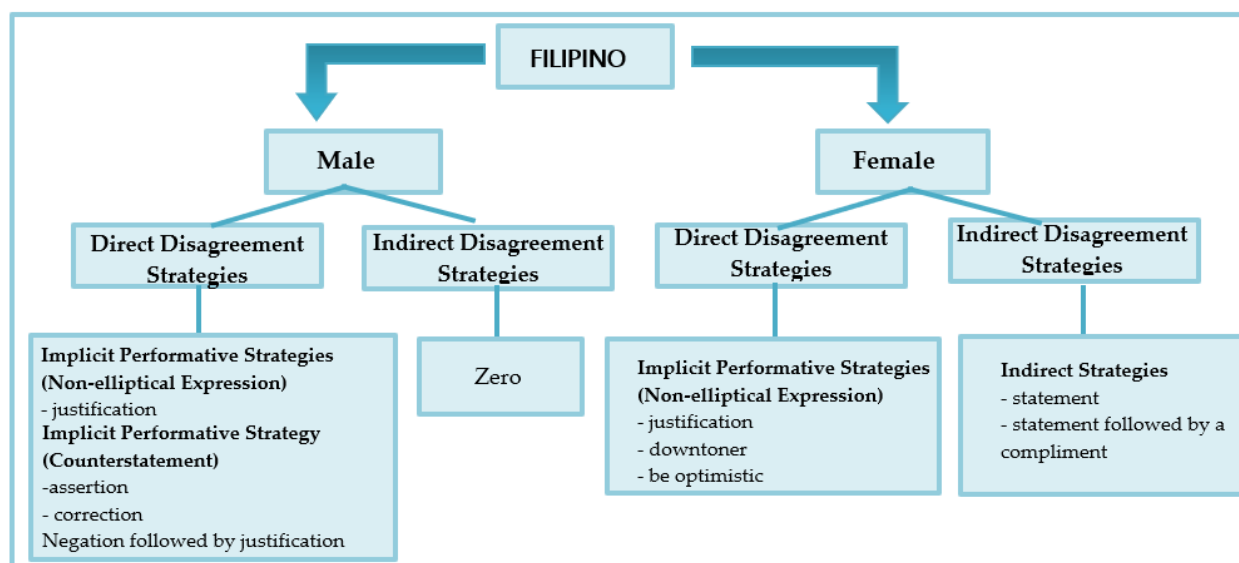 FILIPINO
Male
Female
Direct Disagreement
Strategies
Indirect Disagreement
Strategies
Direct Disagreement
Strategies
Indirect Disagreement
Strategies
Implicit Performative Strategies
(Non-elliptical Expression)
- justification
Implicit Performative Strategy
(Counterstatement)
-assertion
- correction
Negation followed by justification
Zero
Implicit Performative Strategies
(Non-elliptical Expression)
- justification
- downtoner
- be optimistic
Indirect Strategies
- statement
- statement followed by a
compliment